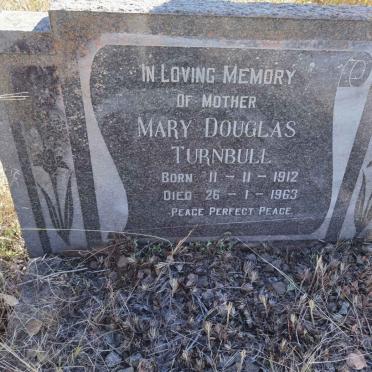 In Loving Memory
Of Mother
Mary Douglas
Turnbull
Born 11 - 11 - 1912
Died 26 - 1 - 1963
Peace Perfect Peace.